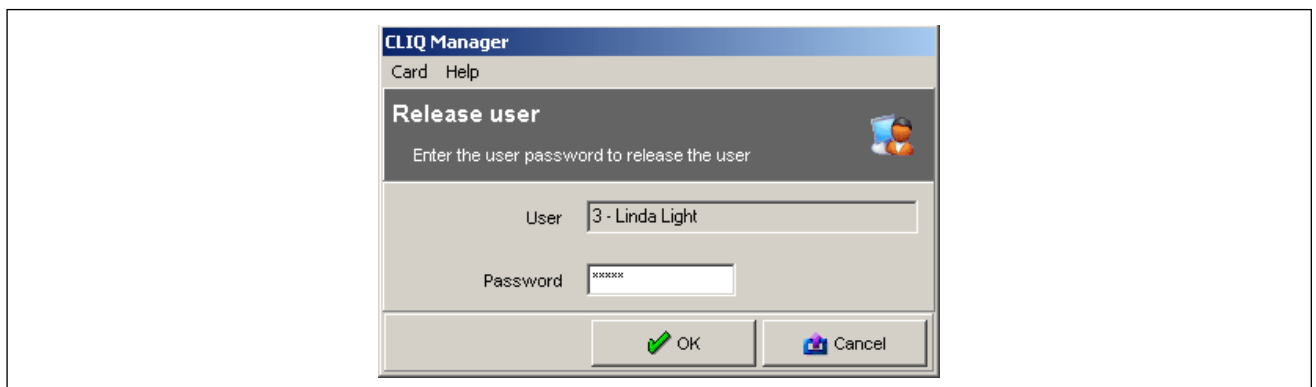 CLIQ Manager
Card Help
Release user
Enter the user password to release the user
User 3 - Linda Light
Password *****
OK Cancel